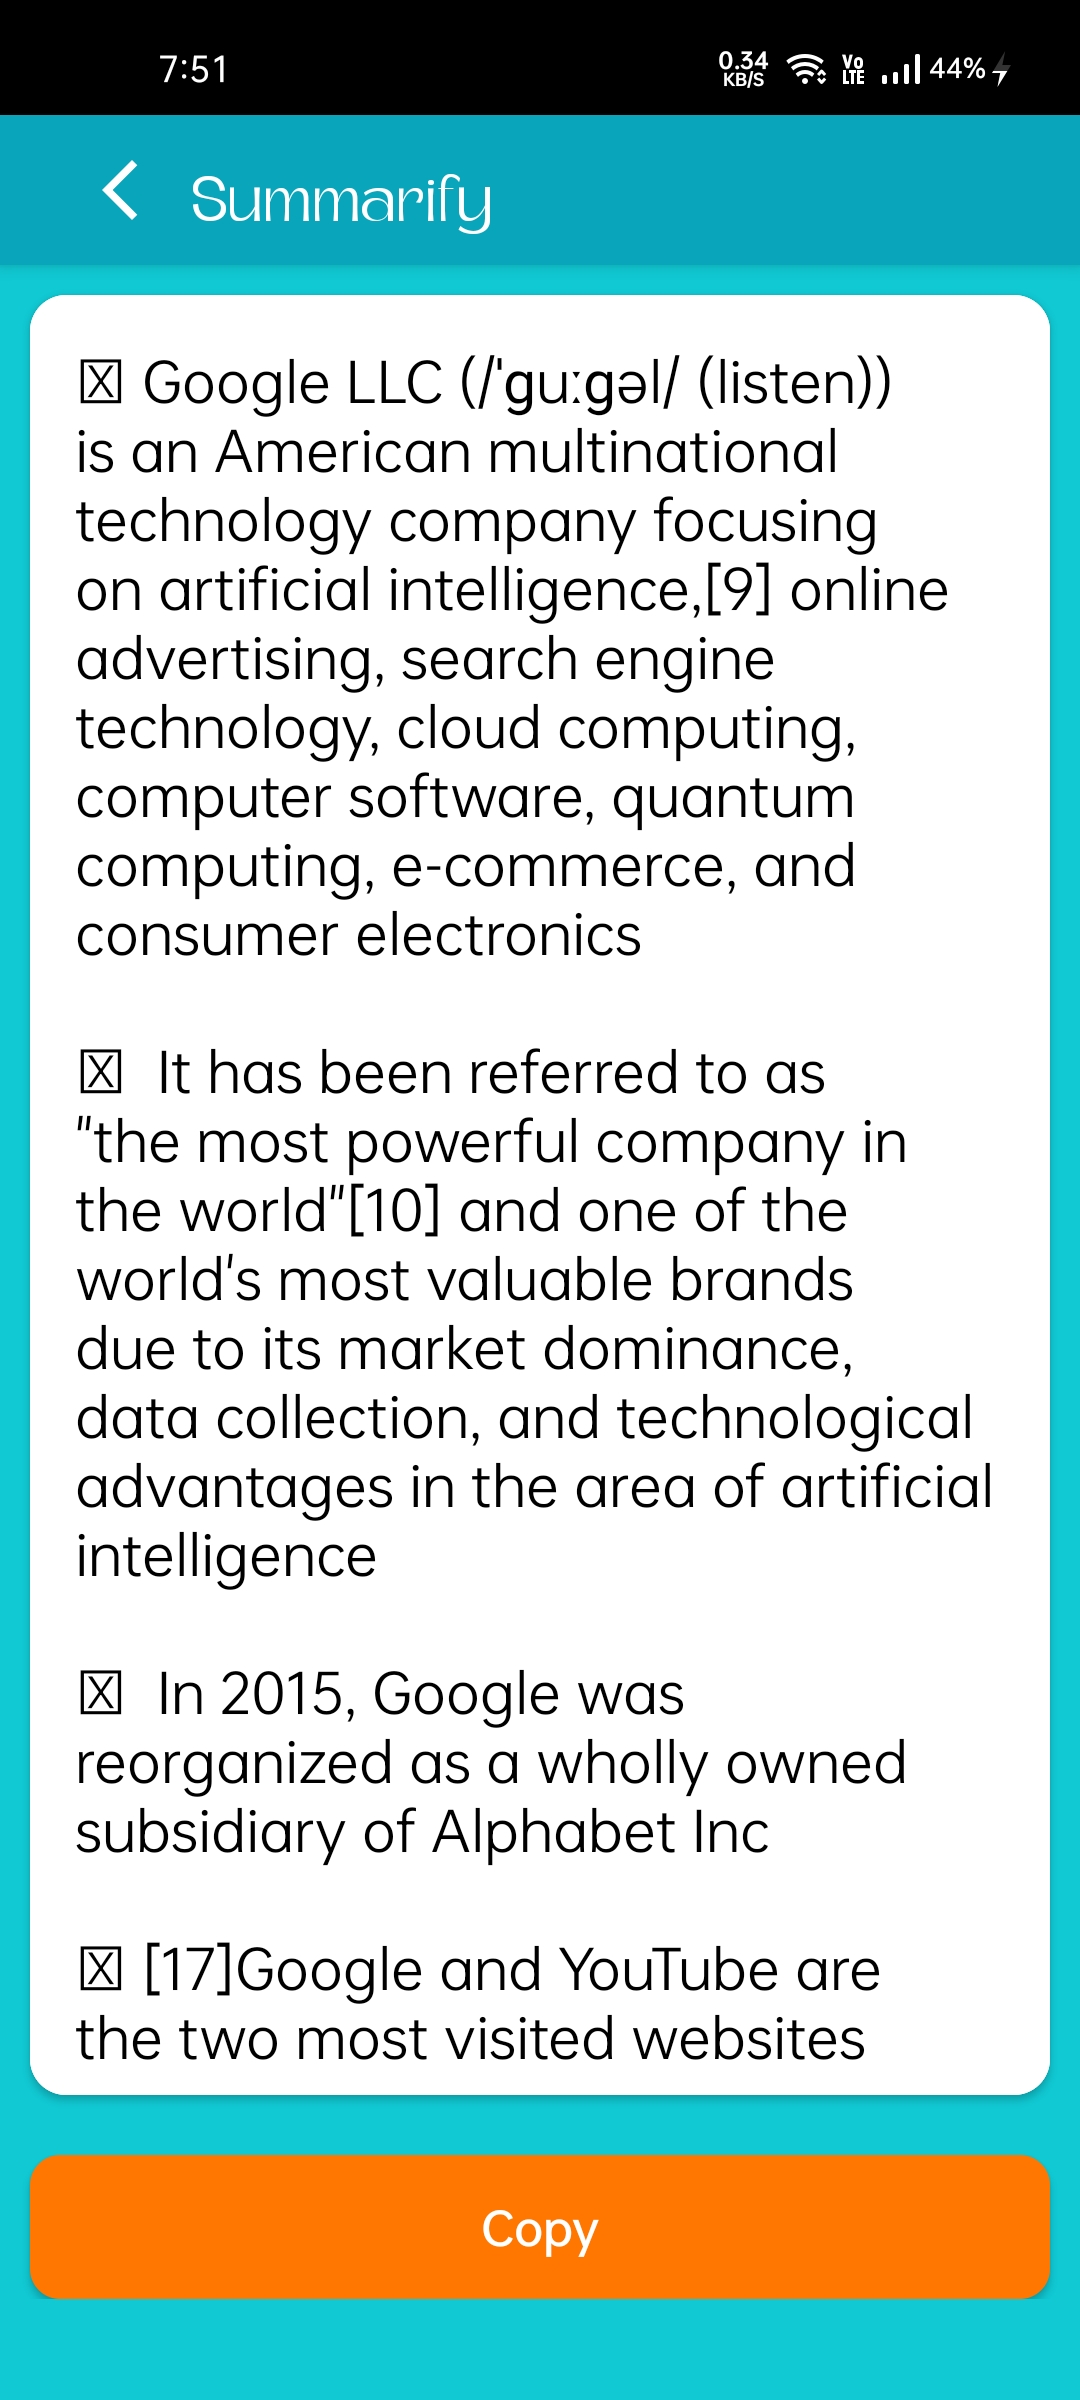 7:51
0.34
KB/S
Vo
LTE
44%
Summarify
Google LLC (/ˈɡuːɡəl/ (listen))
is an American multinational
technology company focusing
on artificial intelligence,[9] online
advertising, search engine
technology, cloud computing,
computer software, quantum
computing, e-commerce, and
consumer electronics
It has been referred to as
"the most powerful company in
the world"[10] and one of the
world's most valuable brands
due to its market dominance,
data collection, and technological
advantages in the area of artificial
intelligence
In 2015, Google was
reorganized as a wholly owned
subsidiary of Alphabet Inc
[17]Google and YouTube are
the two most visited websites
Copy